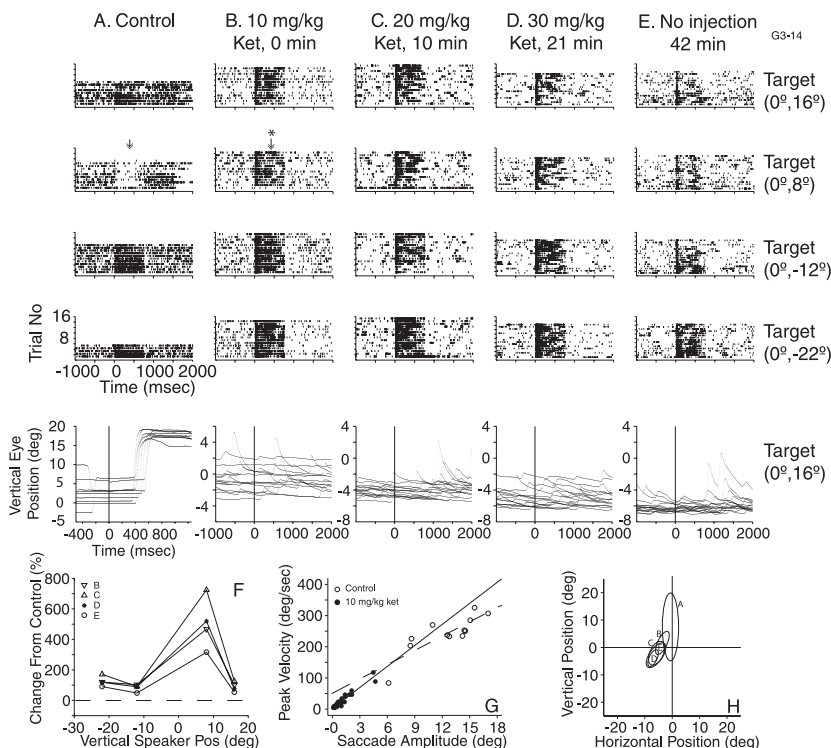 A. Control
B. 10 mg/kg
Ket, 0 min
C. 20 mg/kg
Ket, 10 min
D. 30 mg/kg
Ket, 21 min
E. No injection
42 min
G3-14
Target
(0º,16º)
*
Target
(0º,8º)
Target
(0º,-12º)
Trial No
16
8
Target
(0º,-22º)
-1000 0 1000 2000
Time (msec)
Vertical Eye
Position (deg)
20
15
10
5
0
-5
4
0
-4
4
0
-4
-8
4
0
-4
-8
4
0
-4
-8
Target
(0º,16º)
0 1000
Time (msec)
-1000 0 1000 2000
-1000 0 1000 2000
-1000 0 1000 2000
-1000 0 1000 2000
Change From Control (%)
800
600
400
200
0
B
C
D
E
F
-30 -20 -10 0 10 20
Vertical Speaker Pos (deg)
Peak Velocity (deg/sec)
400
300
200
100
0
Control
10 mg/kg ket
G
-0 3 6 9 12 15 18
Saccade Amplitude (deg)
Vertical Position (deg)
20
10
0
-10
-20
A
B
C
H
-20 -10 0 10 20
Horizontal Position (deg)